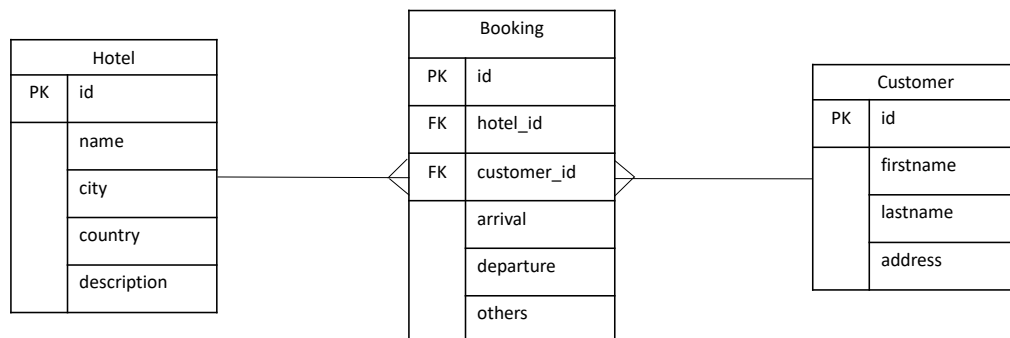 Hotel
PK id
name
city
country
description
Booking
PK id
FK hotel_id
FK customer_id
arrival
departure
others
Customer
PK id
firstname
lastname
address